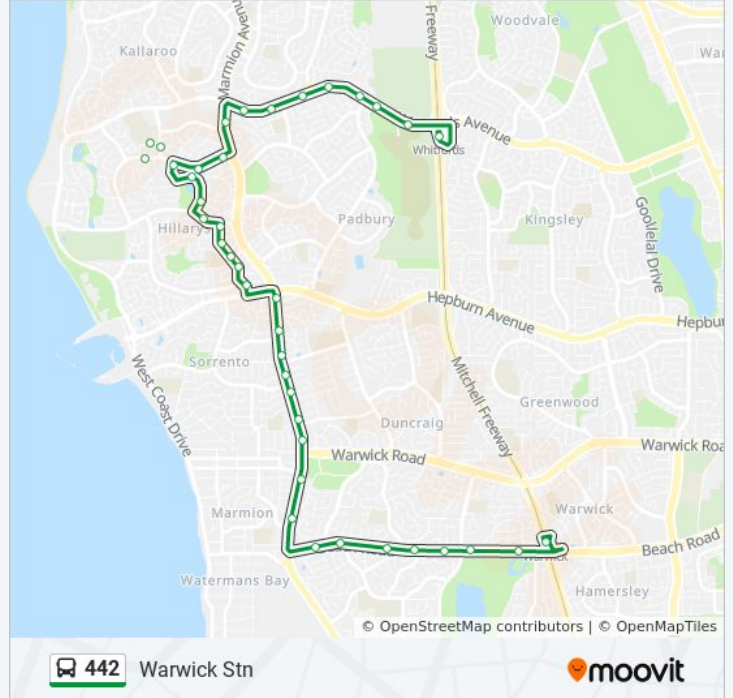 Woodvale
Kallaroo
Marmion Avenue
Freeway
Avenue
Whitfords
Padbury
Kingsley
Hillarys
Goollelal Drive
Hepburn Avenue
Sorrento
West Coast Drive
Mitchell Freeway
Greenwood
Duncraig
Warwick Road
Warwick Roa
Marmion
Warwick
Beach Road
Warwick
Watermans Bay
Hamersley
© OpenStreetMap contributors | © OpenMapTiles
442 Warwick Stn
moovit